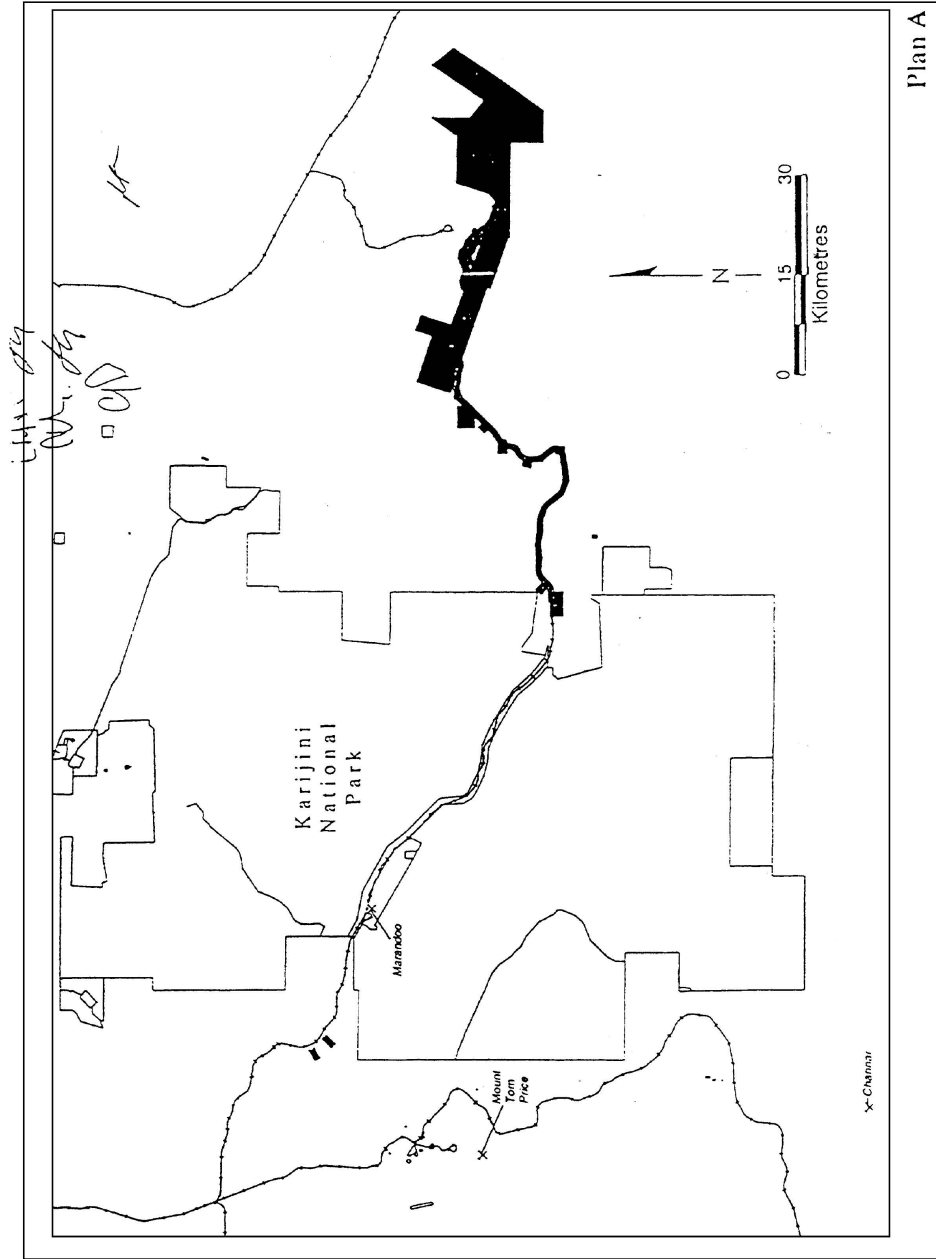 Plan A
Karijini
National
Park
Marandoo
Mount
Tom
Price
Channar
N
0
15
30
Kilometres